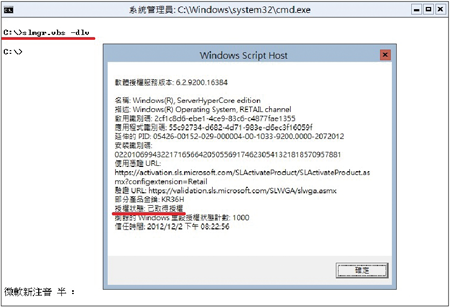 系統管理員: C:\Windows\system32\cmd.exe
C:\>slmgr.vbs -dlv
C:\>
Windows Script Host
軟體授權服務版本: 6.2.9200.16384
名稱: Windows(R), ServerHyperCore edition
描述: Windows(R) Operating System, RETAIL channel
啟用識別碼: 2cf1c8d6-ebe1-4ce9-83c6-c4877fae1355
應用程式識別碼: 55c92734-d682-4d71-983e-d6ec3f16059f
延伸的 PID: 05426-00152-029-000004-00-1033-9200.0000-2072012
安裝識別碼:
022010699432217165664205055691746230541321818570957881
使用憑證 URL:
https://activation.sls.microsoft.com/SLActivateProduct/SLActivateProduct.as
mx?configextension=Retail
驗證 URL: https://validation.sls.microsoft.com/SLWGA/slwga.asmx
部分產品金鑰: KR36H
授權狀態: 已取得授權
剩餘的 Windows 重設授權狀態計數: 1000
信任時間: 2012/12/2 下午 08:22:56
確定
微軟新注音 半 :